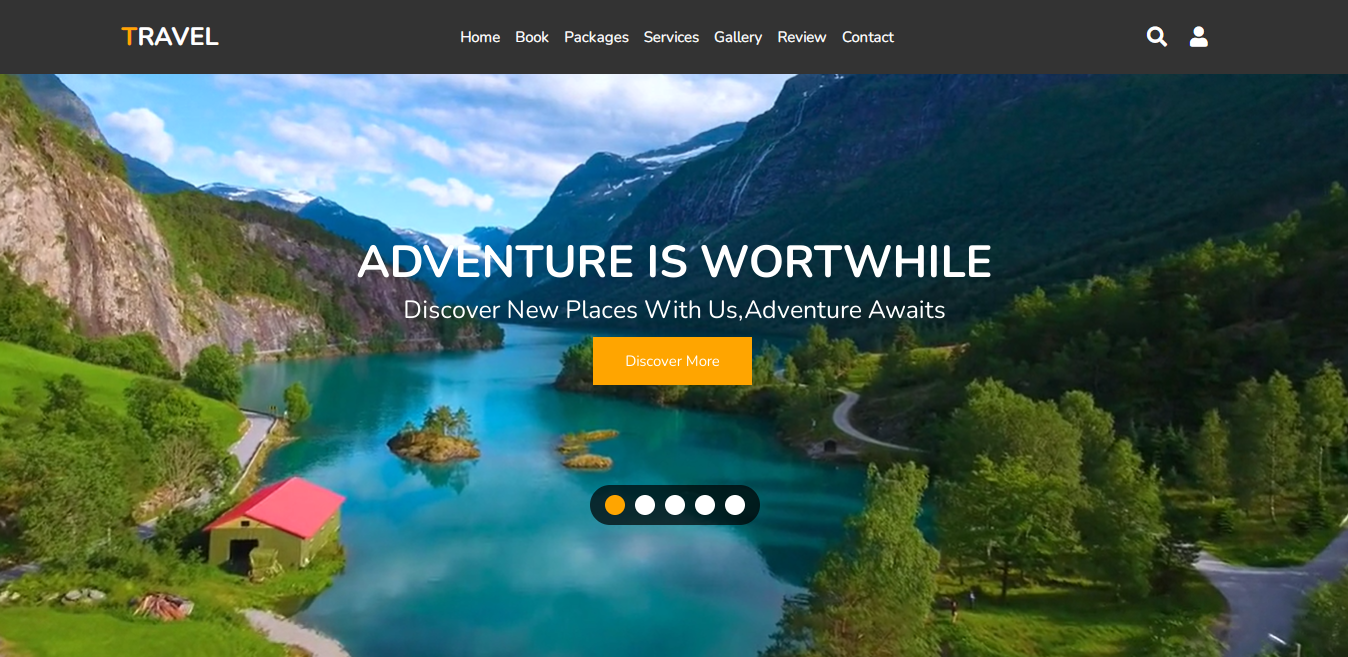 TRAVEL
Home Book Packages Services Gallery Review Contact
ADVENTURE IS WORTWHILE
Discover New Places With Us,Adventure Awaits
Discover More